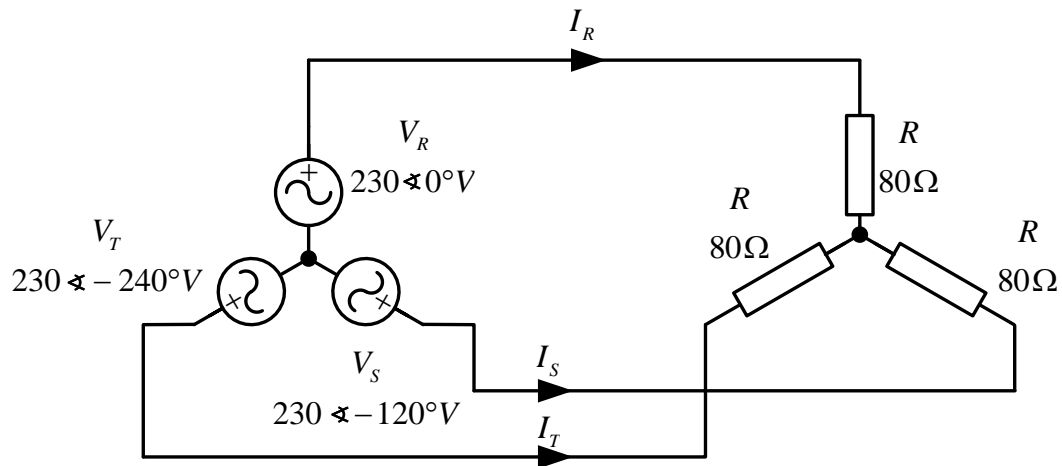 I_R
V_R
230∢0°V
R
80Ω
V_T
230∢−240°V
R
80Ω
R
80Ω
V_S
230∢−120°V
I_S
I_T
+
+
+